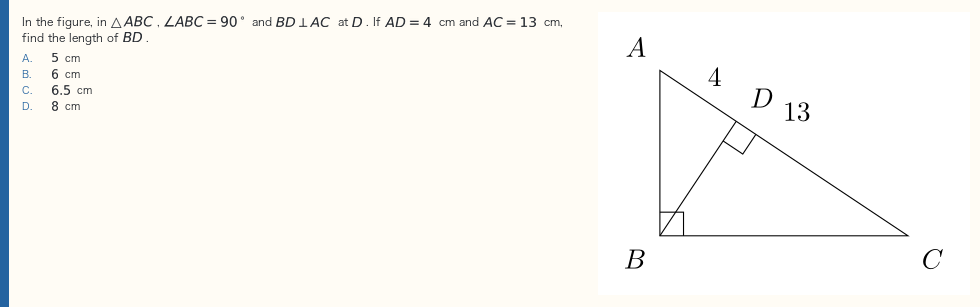 In the figure, in △ABC , ∠ABC = 90° and BD ⊥ AC at D . If AD = 4 cm and AC = 13 cm,
find the length of BD .
A. 5 cm
B. 6 cm
C. 6.5 cm
D. 8 cm
A
4
D
13
B
C